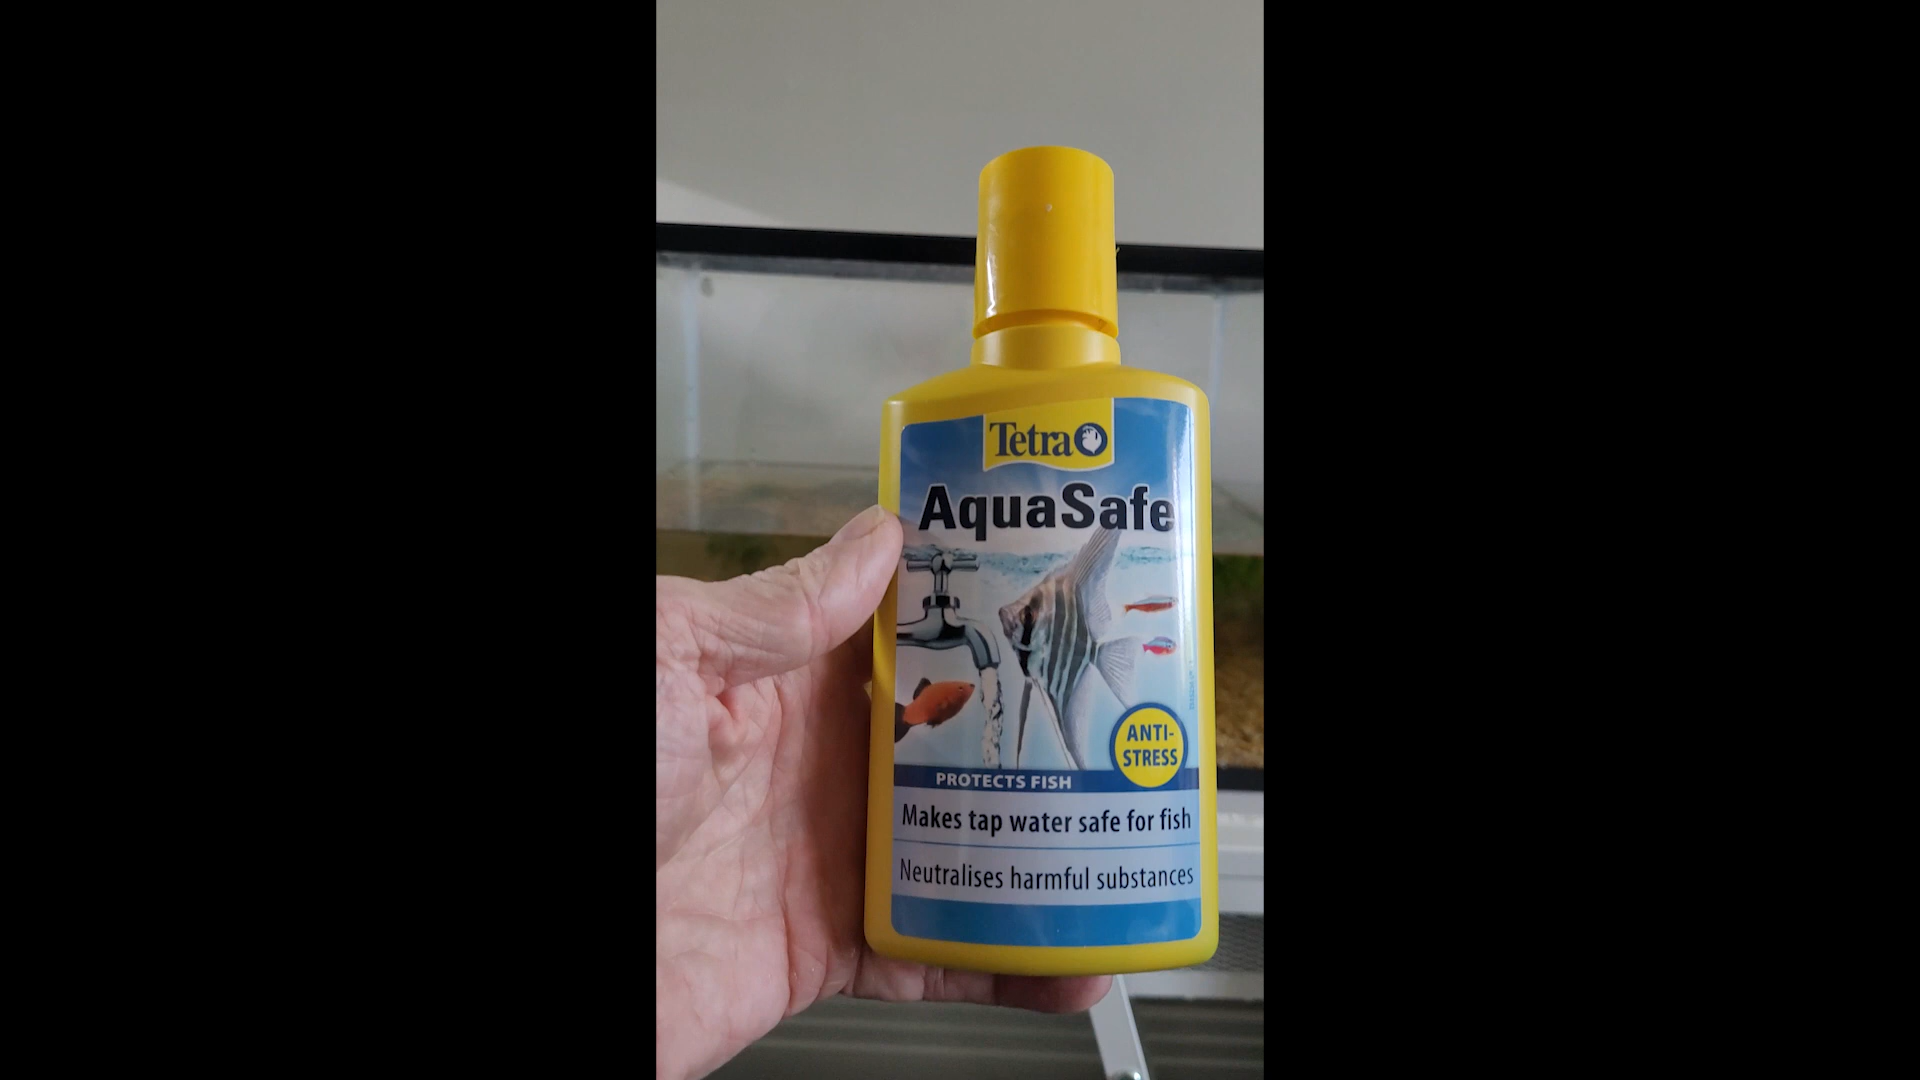 Tetra
AquaSafe
ANTI-
STRESS
PROTECTS FISH
Makes tap water safe for fish
Neutralises harmful substances